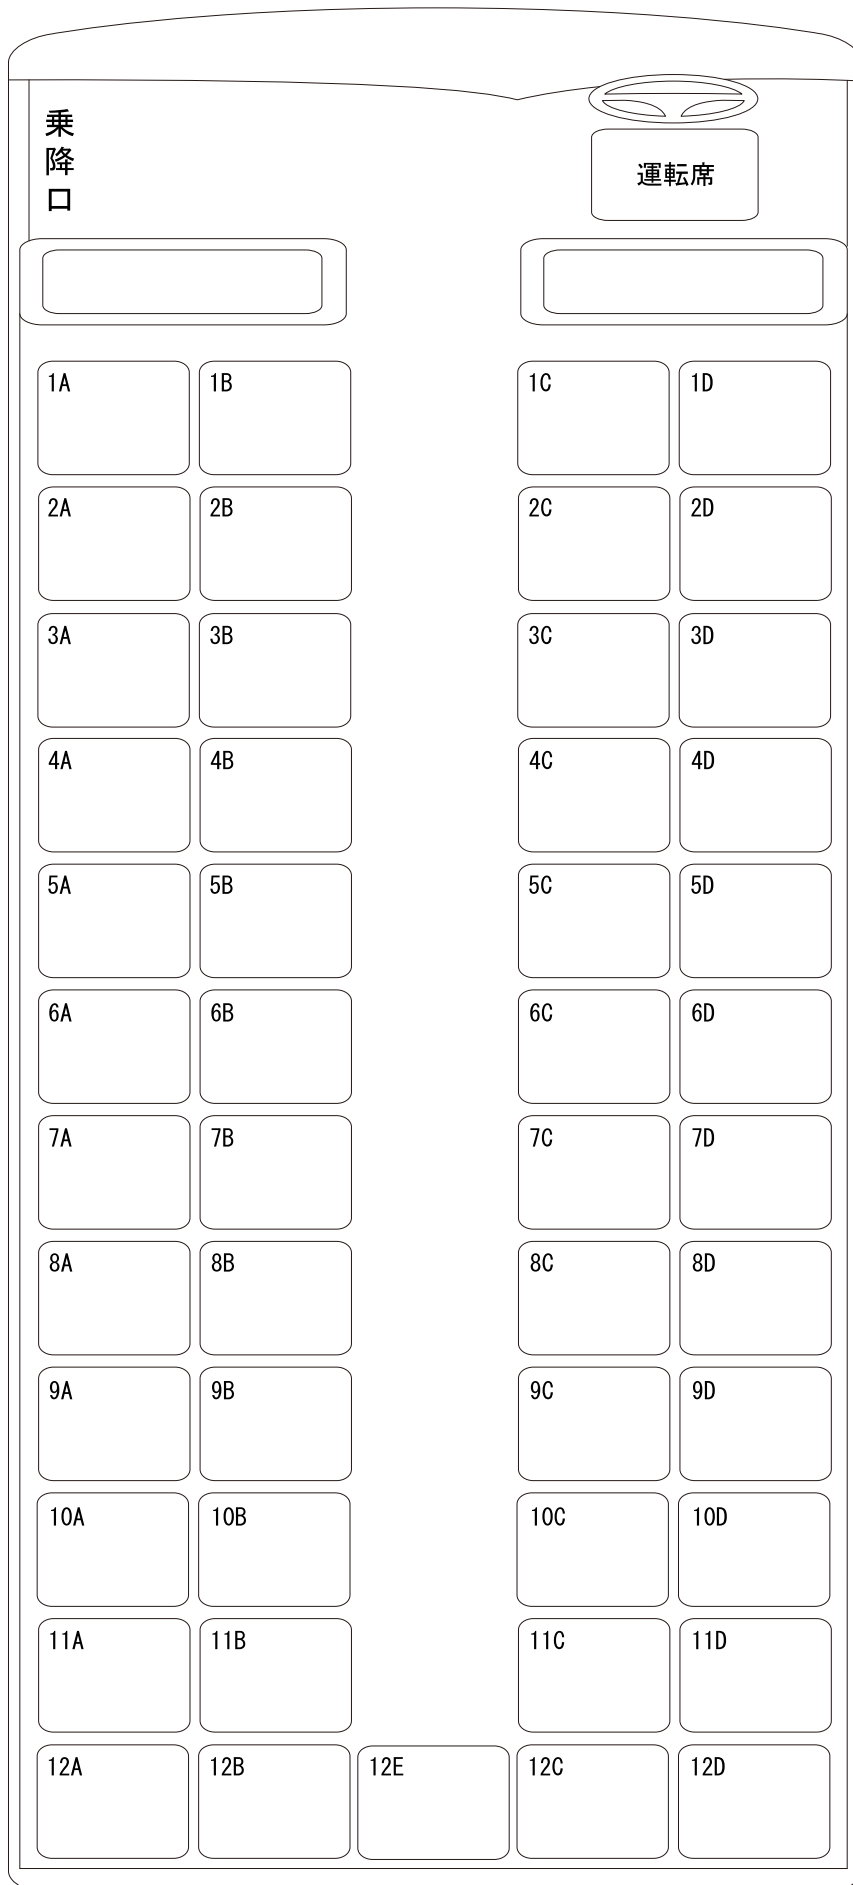 乗降口
運転席
1A 1B 1C 1D
2A 2B 2C 2D
3A 3B 3C 3D
4A 4B 4C 4D
5A 5B 5C 5D
6A 6B 6C 6D
7A 7B 7C 7D
8A 8B 8C 8D
9A 9B 9C 9D
10A 10B 10C 10D
11A 11B 11C 11D
12A 12B 12E 12C 12D